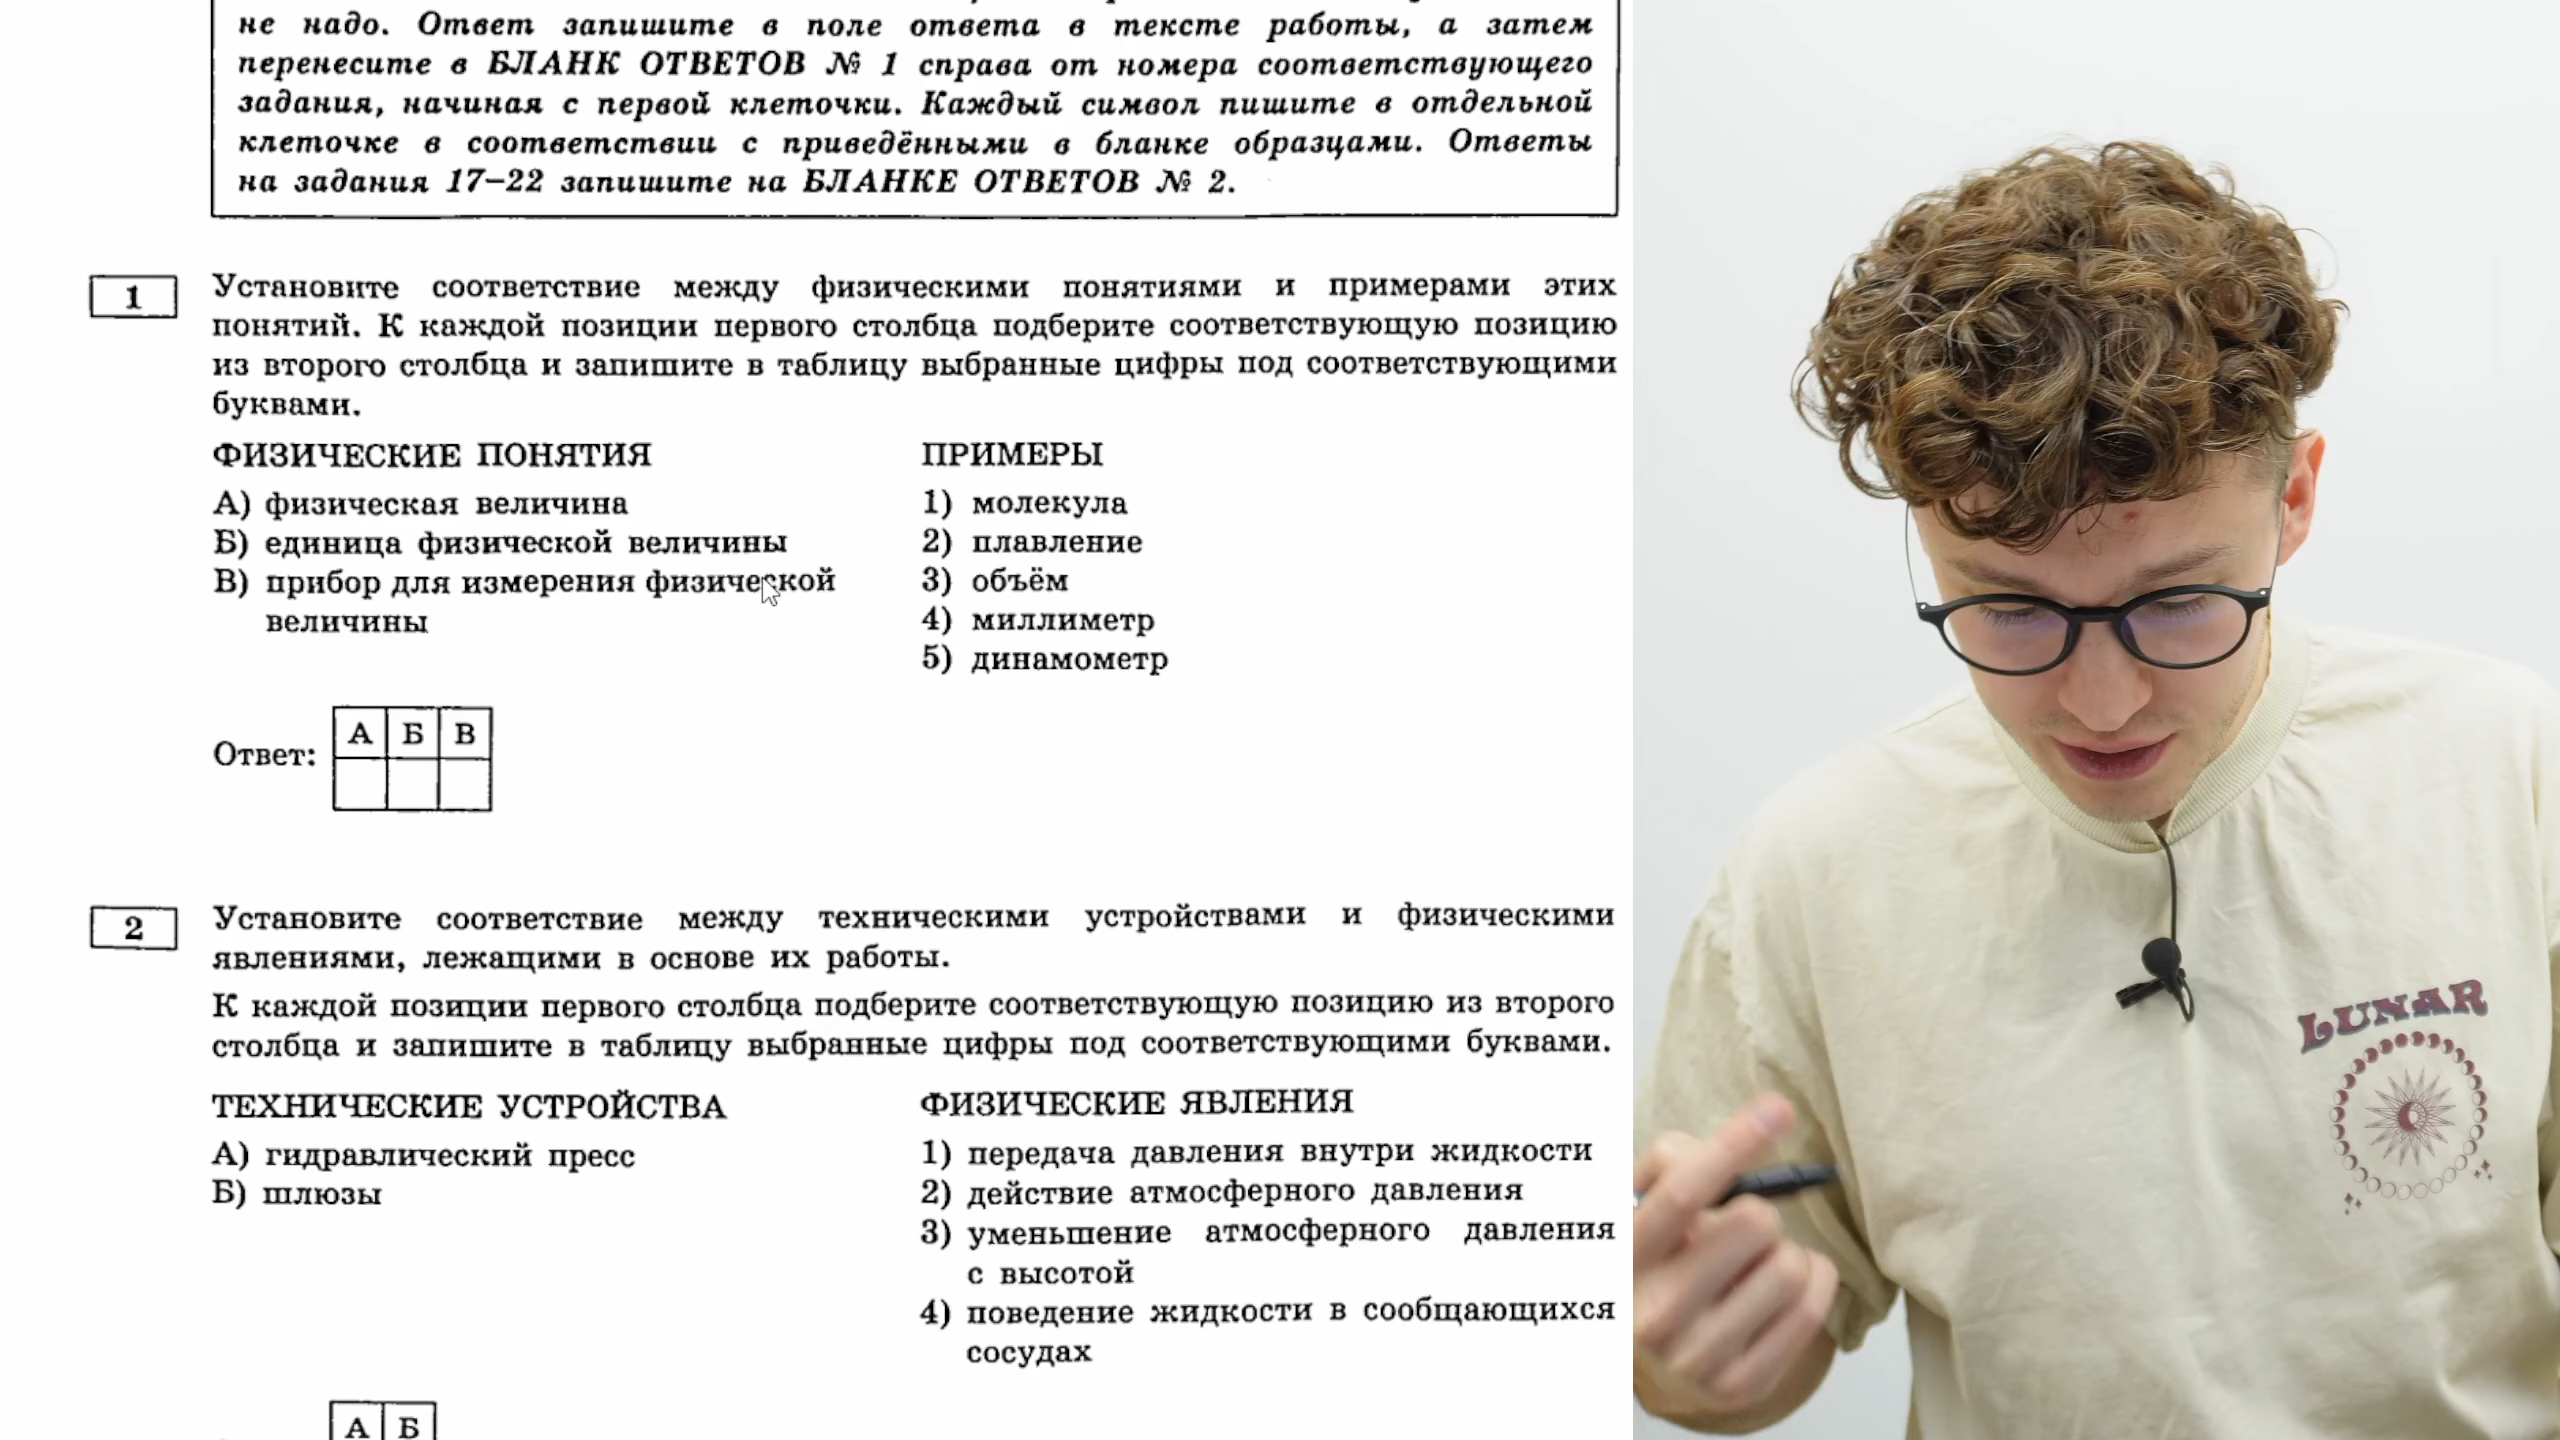 не надо. Ответ запишите в поле ответа в тексте работы, а затем
перенесите в БЛАНК ОТВЕТОВ № 1 справа от номера соответствующего
задания, начиная с первой клеточки. Каждый символ пишите в отдельной
клеточке в соответствии с приведёнными в бланке образцами. Ответы
на задания 17–22 запишите на БЛАНКЕ ОТВЕТОВ № 2.
1
Установите соответствие между физическими понятиями и примерами этих
понятий. К каждой позиции первого столбца подберите соответствующую позицию
из второго столбца и запишите в таблицу выбранные цифры под соответствующими
буквами.
ФИЗИЧЕСКИЕ ПОНЯТИЯ
А) физическая величина
Б) единица физической величины
В) прибор для измерения физической
величины
ПРИМЕРЫ
1) молекула
2) плавление
3) объём
4) миллиметр
5) динамометр
Ответ:
А Б В
2
Установите соответствие между техническими устройствами и физическими
явлениями, лежащими в основе их работы.
К каждой позиции первого столбца подберите соответствующую позицию из второго
столбца и запишите в таблицу выбранные цифры под соответствующими буквами.
ТЕХНИЧЕСКИЕ УСТРОЙСТВА
А) гидравлический пресс
Б) шлюзы
ФИЗИЧЕСКИЕ ЯВЛЕНИЯ
1) передача давления внутри жидкости
2) действие атмосферного давления
3) уменьшение атмосферного давления
с высотой
4) поведение жидкости в сообщающихся
сосудах
А Б
LUNAR